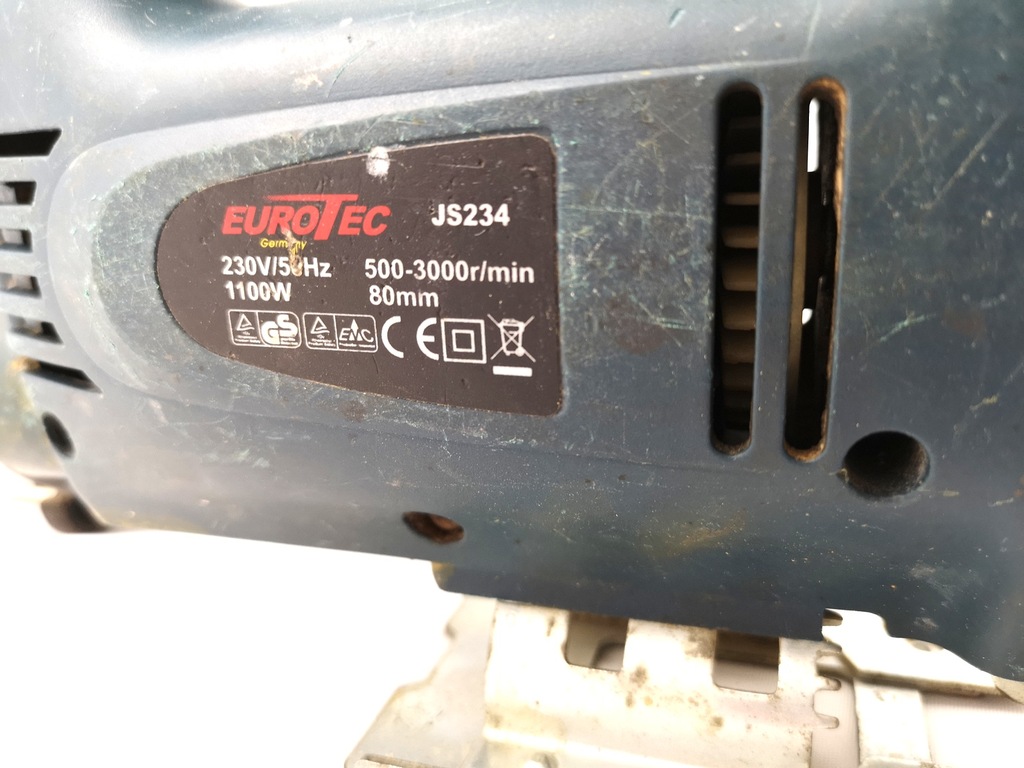 EUROTEC JS234
Germany
230V/50Hz 500-3000r/min
1100W 80mm
GS EMC CE